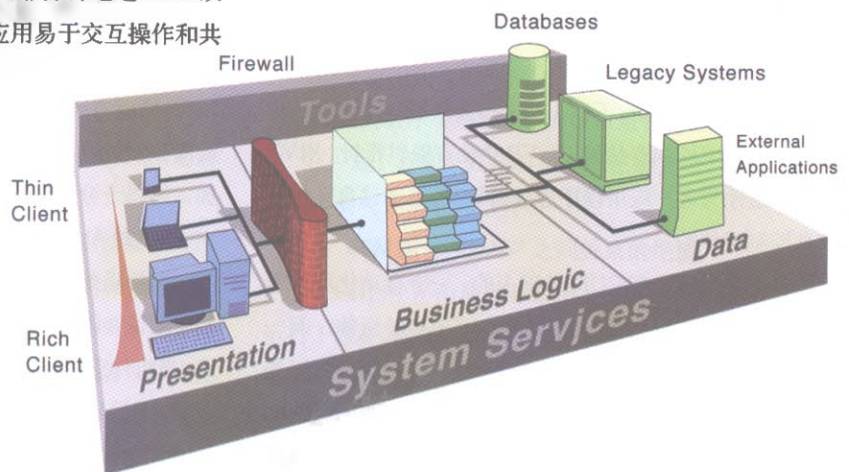 应用易于交互操作和共
Databases
Firewall
Legacy Systems
Tools
External
Applications
Thin
Client
Data
Business Logic
Rich
Client
Presentation
System Services